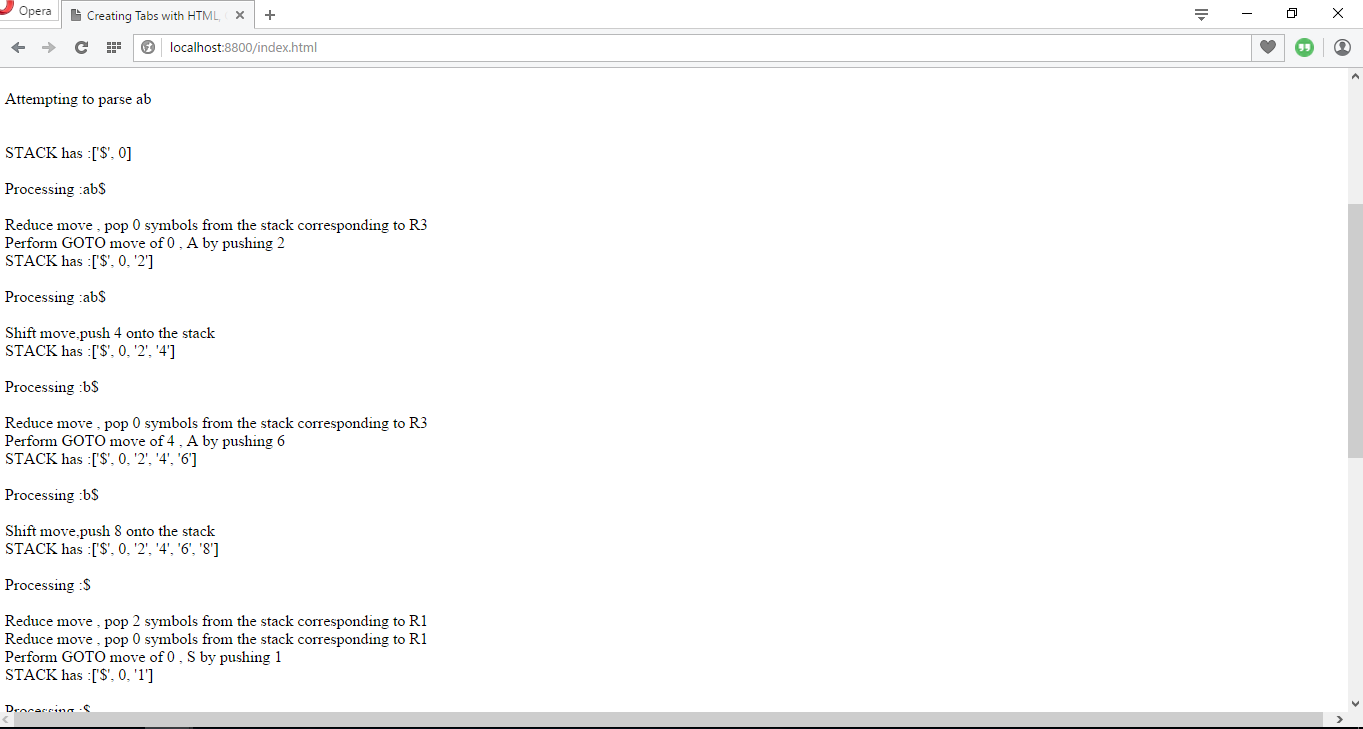 Opera
Creating Tabs with HTML,
localhost:8800/index.html
Attempting to parse ab
STACK has :['$', 0]
Processing :ab$
Reduce move , pop 0 symbols from the stack corresponding to R3
Perform GOTO move of 0 , A by pushing 2
STACK has :['$', 0, '2']
Processing :ab$
Shift move,push 4 onto the stack
STACK has :['$', 0, '2', '4']
Processing :b$
Reduce move , pop 0 symbols from the stack corresponding to R3
Perform GOTO move of 4 , A by pushing 6
STACK has :['$', 0, '2', '4', '6']
Processing :b$
Shift move,push 8 onto the stack
STACK has :['$', 0, '2', '4', '6', '8']
Processing :$
Reduce move , pop 2 symbols from the stack corresponding to R1
Reduce move , pop 0 symbols from the stack corresponding to R1
Perform GOTO move of 0 , S by pushing 1
STACK has :['$', 0, '1']
Processing :$